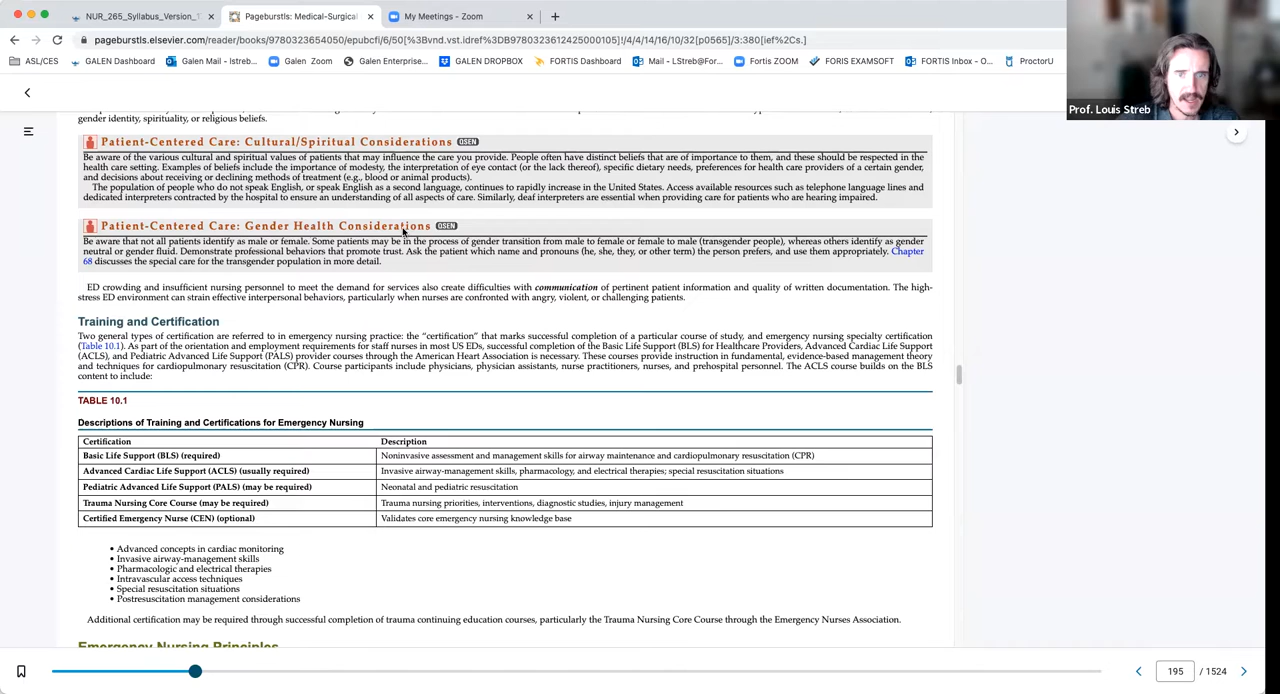 NUR_265_Syllabus_Version_
Pageburstls: Medical-Surgical
My Meetings - Zoom
pageburstls.elsevier.com/reader/books/9780323654050/epubcfi/6/50[%3Bvnd.vst.idref%3DB9780323612425000105]!/4/4/14/16/10/32[p0565]/3:380[ief%2Cs.]
ASL/CES
GALEN Dashboard
Galen Mail - lstreb...
Galen Zoom
Galen Enterprise...
GALEN DROPBOX
FORTIS Dashboard
Mail - LStreb@For...
Fortis ZOOM
FORIS EXAMSOFT
FORTIS Inbox - O...
ProctorU
Prof. Louis Streb
gender identity, spirituality, or religious beliefs.
Patient-Centered Care: Cultural/Spiritual Considerations QSEN
Be aware of the various cultural and spiritual values of patients that may influence the care you provide. People often have distinct beliefs that are of importance to them, and these should be respected in the
health care setting. Examples of beliefs include the importance of modesty, the interpretation of eye contact (or the lack thereof), specific dietary needs, preferences for health care providers of a certain gender,
and decisions about receiving or declining methods of treatment (e.g., blood or animal products).
The population of people who do not speak English, or speak English as a second language, continues to rapidly increase in the United States. Access available resources such as telephone language lines and
dedicated interpreters contracted by the hospital to ensure an understanding of all aspects of care. Similarly, deaf interpreters are essential when providing care for patients who are hearing impaired.
Patient-Centered Care: Gender Health Considerations QSEN
Be aware that not all patients identify as male or female. Some patients may be in the process of gender transition from male to female or female to male (transgender people), whereas others identify as gender
neutral or gender fluid. Demonstrate professional behaviors that promote trust. Ask the patient which name and pronouns (he, she, they, or other term) the person prefers, and use them appropriately. Chapter
68 discusses the special care for the transgender population in more detail.
ED crowding and insufficient nursing personnel to meet the demand for services also create difficulties with communication of pertinent patient information and quality of written documentation. The high-
stress ED environment can strain effective interpersonal behaviors, particularly when nurses are confronted with angry, violent, or challenging patients.
Training and Certification
Two general types of certification are referred to in emergency nursing practice: the “certification” that marks successful completion of a particular course of study, and emergency nursing specialty certification
(Table 10.1). As part of the orientation and employment requirements for staff nurses in most US EDs, successful completion of the Basic Life Support (BLS) for Healthcare Providers, Advanced Cardiac Life Support
(ACLS), and Pediatric Advanced Life Support (PALS) provider courses through the American Heart Association is necessary. These courses provide instruction in fundamental, evidence-based management theory
and techniques for cardiopulmonary resuscitation (CPR). Course participants include physicians, physician assistants, nurse practitioners, nurses, and prehospital personnel. The ACLS course builds on the BLS
content to include:
TABLE 10.1
Descriptions of Training and Certifications for Emergency Nursing
Certification Description
Basic Life Support (BLS) (required) Noninvasive assessment and management skills for airway maintenance and cardiopulmonary resuscitation (CPR)
Advanced Cardiac Life Support (ACLS) (usually required) Invasive airway-management skills, pharmacology, and electrical therapies; special resuscitation situations
Pediatric Advanced Life Support (PALS) (may be required) Neonatal and pediatric resuscitation
Trauma Nursing Core Course (may be required) Trauma nursing priorities, interventions, diagnostic studies, injury management
Certified Emergency Nurse (CEN) (optional) Validates core emergency nursing knowledge base
• Advanced concepts in cardiac monitoring
• Invasive airway-management skills
• Pharmacologic and electrical therapies
• Intravascular access techniques
• Special resuscitation situations
• Postresuscitation management considerations
Additional certification may be required through successful completion of trauma continuing education courses, particularly the Trauma Nursing Core Course through the Emergency Nurses Association.
Emergency Nursing Principles
195 / 1524